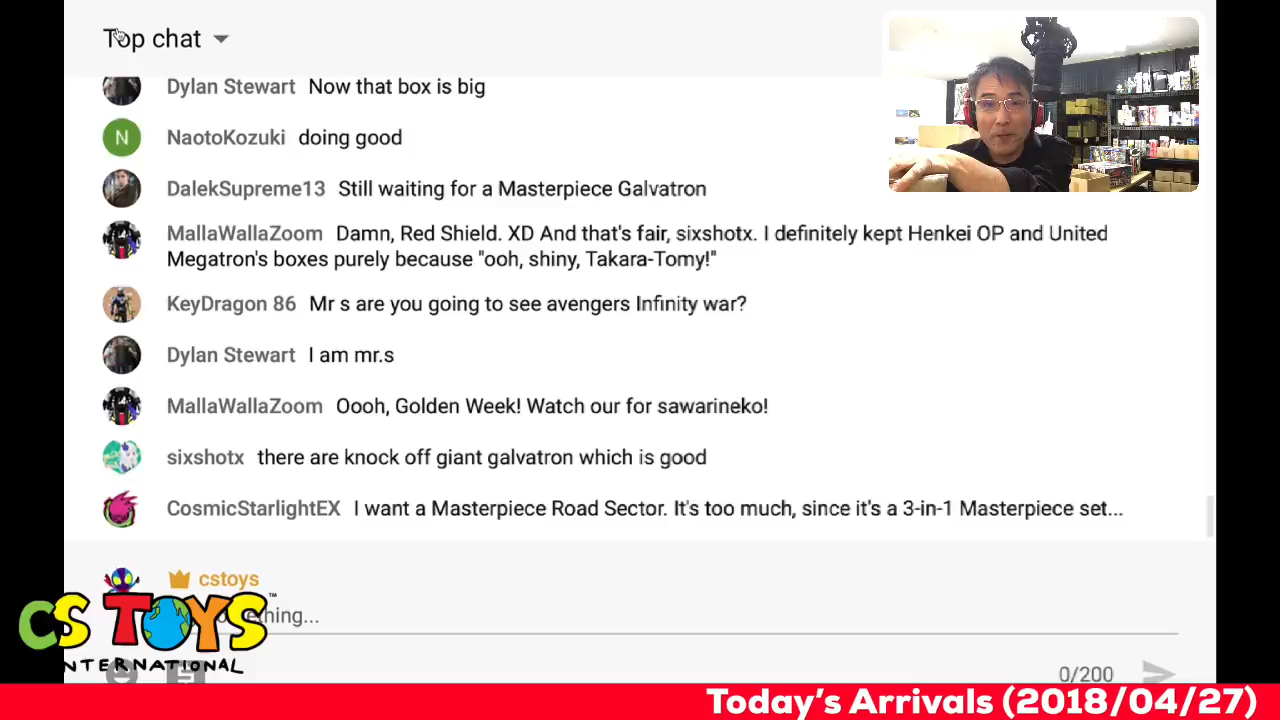 Top chat
Dylan Stewart Now that box is big
N NaotoKozuki doing good
DalekSupreme13 Still waiting for a Masterpiece Galvatron
MallaWallaZoom Damn, Red Shield. XD And that's fair, sixshotx. I definitely kept Henkei OP and United
Megatron's boxes purely because "ooh, shiny, Takara-Tomy!"
KeyDragon 86 Mr s are you going to see avengers Infinity war?
Dylan Stewart I am mr.s
MallaWallaZoom Oooh, Golden Week! Watch our for sawarineko!
sixshotx there are knock off giant galvatron which is good
CosmicStarlightEX I want a Masterpiece Road Sector. It's too much, since it's a 3-in-1 Masterpiece set...
cstoys
CS TOYS™
INTERNATIONAL
0/200
Today's Arrivals (2018/04/27)